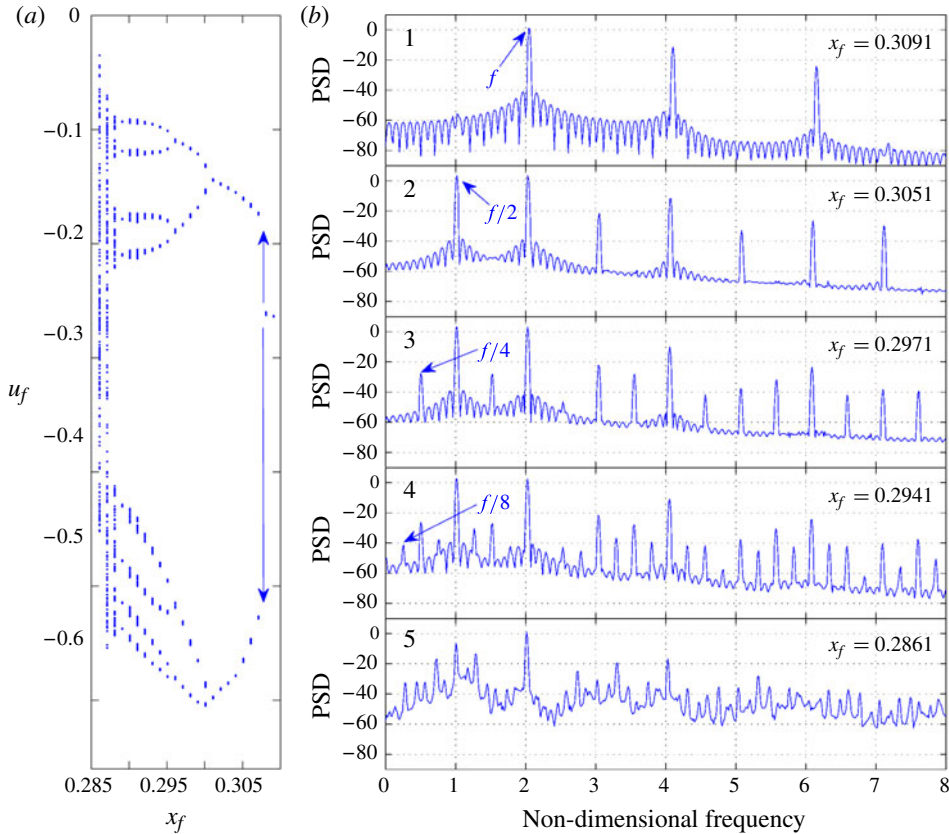 (a)
0
-0.1
-0.2
-0.3
u_f
-0.4
-0.5
-0.6
0.285 0.295 0.305
x_f
(b)
PSD
0
-20
-40
-60
-80
1
f
x_f = 0.3091
PSD
0
-20
-40
-60
-80
2
f/2
x_f = 0.3051
PSD
0
-20
-40
-60
-80
3
f/4
x_f = 0.2971
PSD
0
-20
-40
-60
-80
4
f/8
x_f = 0.2941
PSD
0
-20
-40
-60
-80
5
x_f = 0.2861
0 1 2 3 4 5 6 7 8
Non-dimensional frequency